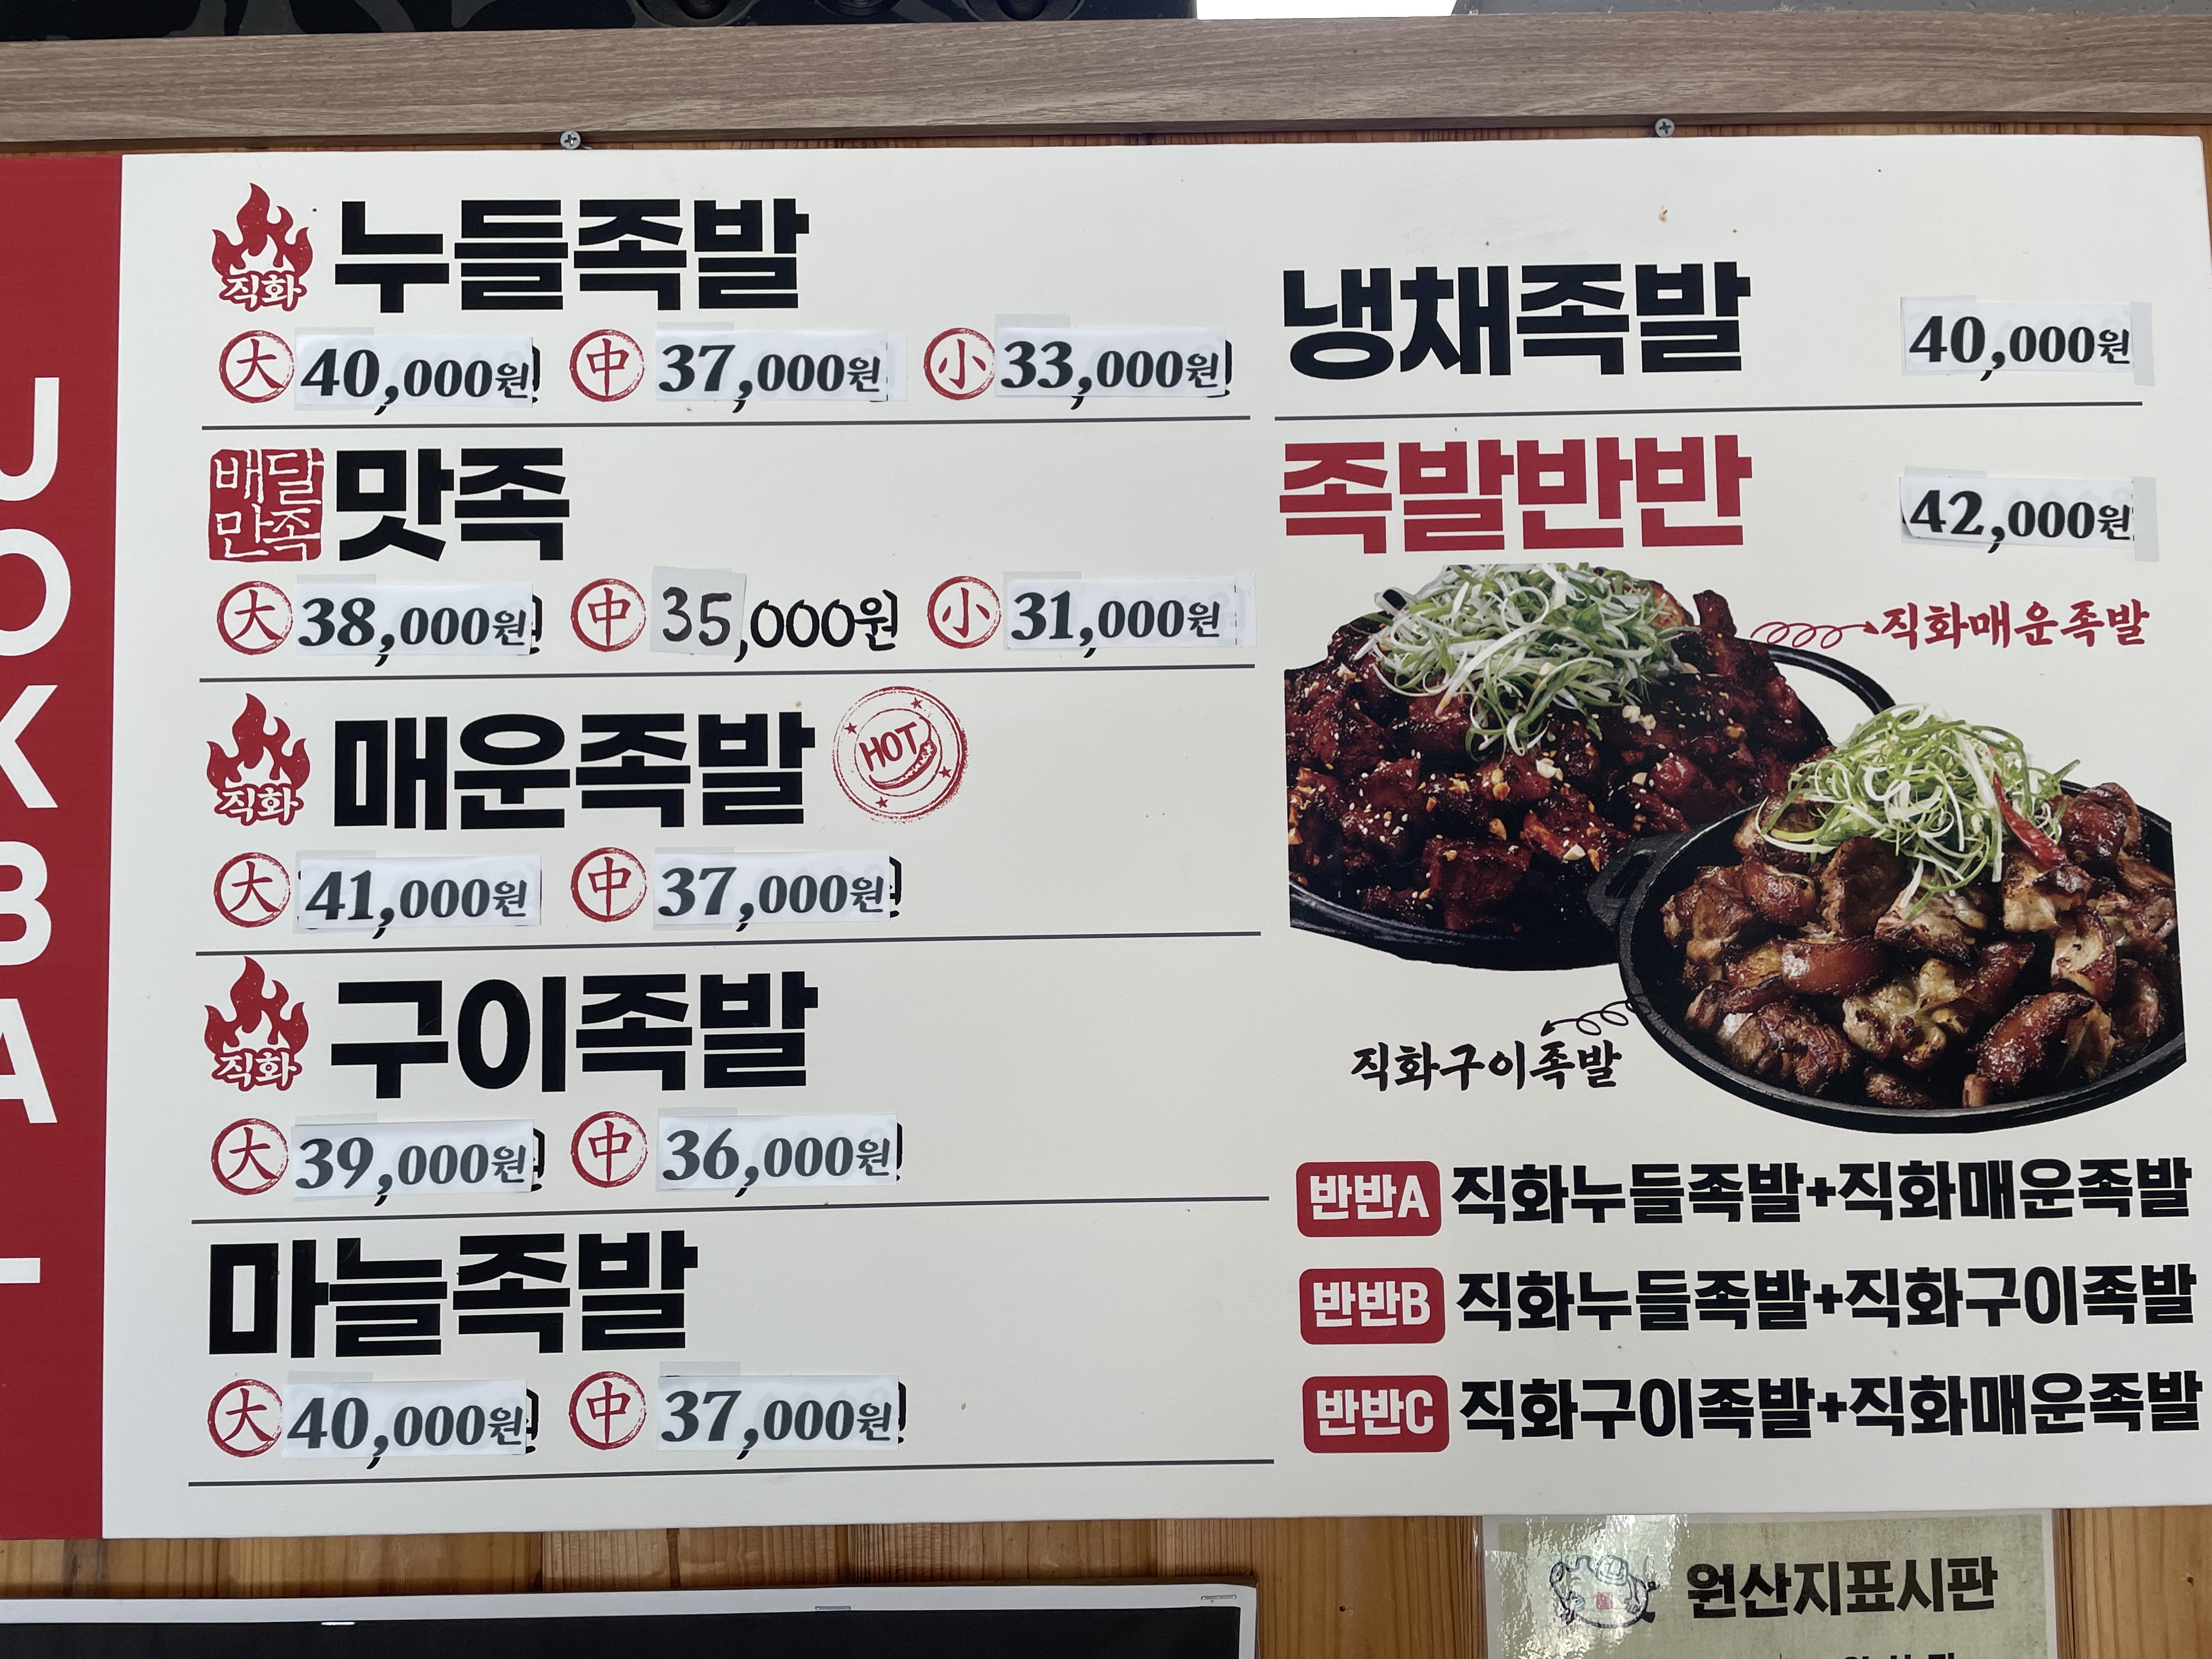 JOKBAL
직화 누들족발
大 40,000원 中 37,000원 小 33,000원
배달만족 맛족
大 38,000원 中 35,000원 小 31,000원
직화 매운족발 HOT
大 41,000원 中 37,000원
직화 구이족발
大 39,000원 中 36,000원
마늘족발
大 40,000원 中 37,000원
냉채족발 40,000원
족발반반 42,000원
직화매운족발
직화구이족발
반반A 직화누들족발+직화매운족발
반반B 직화누들족발+직화구이족발
반반C 직화구이족발+직화매운족발
원산지표시판